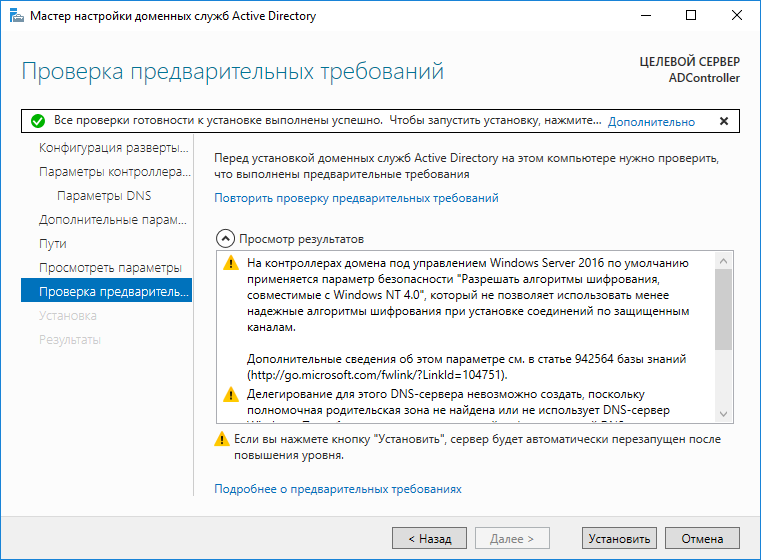 Мастер настройки доменных служб Active Directory
Проверка предварительных требований
ЦЕЛЕВОЙ СЕРВЕР
ADController
Все проверки готовности к установке выполнены успешно. Чтобы запустить установку, нажмите... Дополнительно
Конфигурация разверты...
Параметры контроллера...
Параметры DNS
Дополнительные парам...
Пути
Просмотреть параметры
Проверка предваритель...
Установка
Результаты
Перед установкой доменных служб Active Directory на этом компьютере нужно проверить,
что выполнены предварительные требования
Повторить проверку предварительных требований
Просмотр результатов
На контроллерах домена под управлением Windows Server 2016 по умолчанию
применяется параметр безопасности "Разрешать алгоритмы шифрования,
совместимые с Windows NT 4.0", который не позволяет использовать менее
надежные алгоритмы шифрования при установке соединений по защищенным
каналам.
Дополнительные сведения об этом параметре см. в статье 942564 базы знаний
(http://go.microsoft.com/fwlink/?LinkId=104751).
Делегирование для этого DNS-сервера невозможно создать, поскольку
полномочная родительская зона не найдена или не использует DNS-сервер
Если вы нажмете кнопку "Установить", сервер будет автоматически перезапущен после
повышения уровня.
Подробнее о предварительных требованиях
< Назад
Далее >
Установить
Отмена